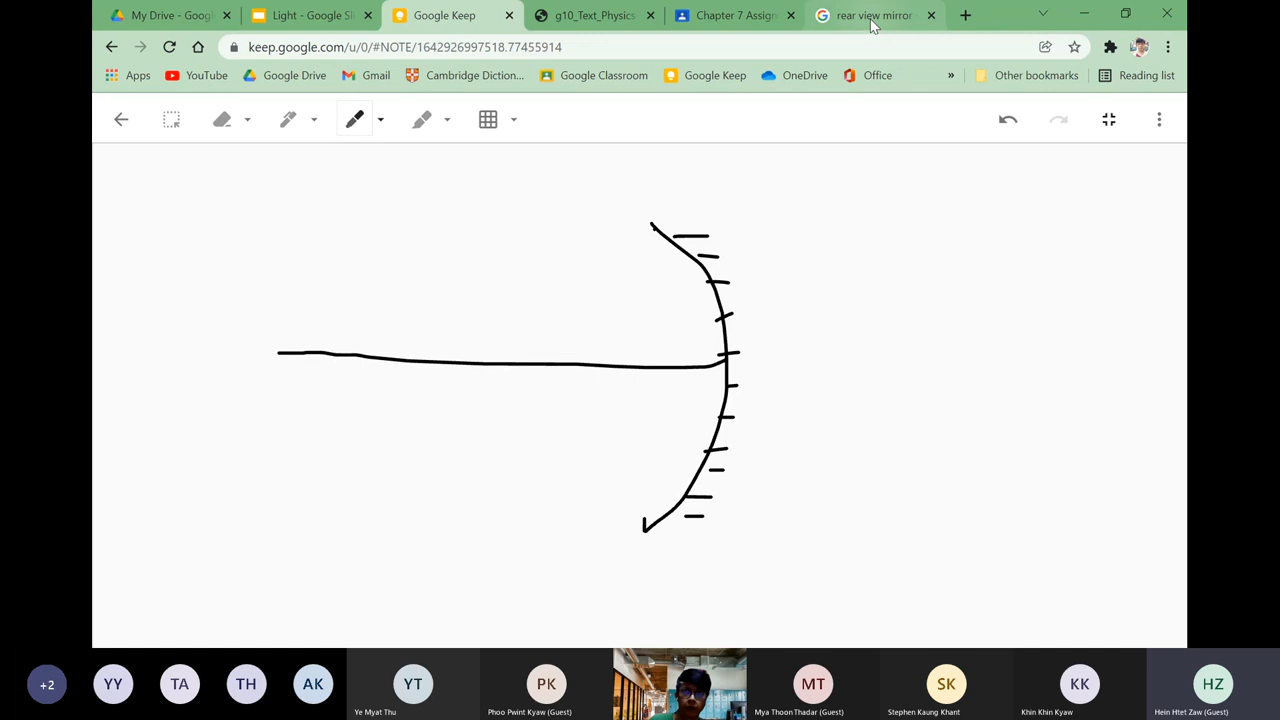 My Drive - Googl
Light - Google Sli
Google Keep
g10_Text_Physics
Chapter 7 Assign
rear view mirror
keep.google.com/u/0/#NOTE/1642926997518.77455914
Apps
YouTube
Google Drive
Gmail
Cambridge Diction...
Google Classroom
Google Keep
OneDrive
Office
»
Other bookmarks
Reading list
+2
YY
TA
TH
AK
YT
PK
MT
SK
KK
HZ
Ye Myat Thu
Phoo Pwint Kyaw (Guest)
Mya Thoon Thadar (Guest)
Stephen Kaung Khant
Khin Khin Kyaw
Hein Htet Zaw (Guest)